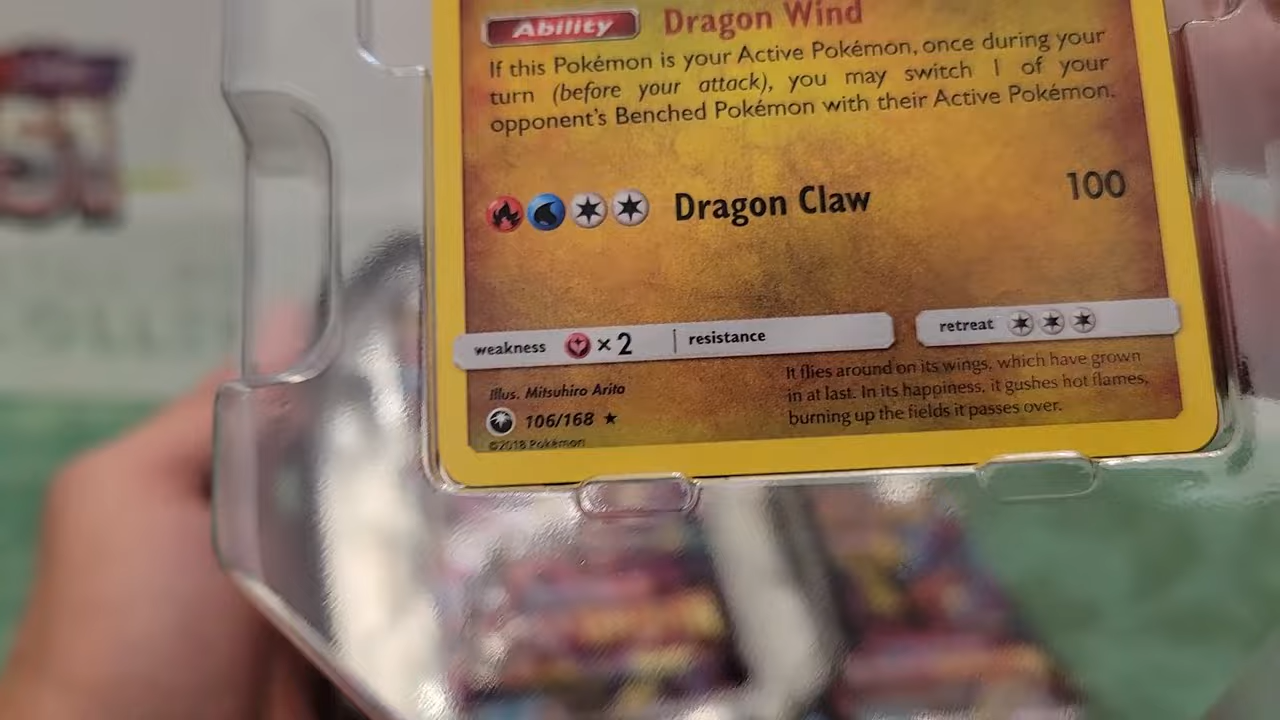 Ability Dragon Wind
If this Pokémon is your Active Pokémon, once during your
turn (before your attack), you may switch 1 of your
opponent's Benched Pokémon with their Active Pokémon.
Dragon Claw 100
weakness ×2 resistance retreat
Illus. Mitsuhiro Arita
106/168 ★
©2018 Pokémon
It flies around on its wings, which have grown
in at last. In its happiness, it gushes hot flames,
burning up the fields it passes over.